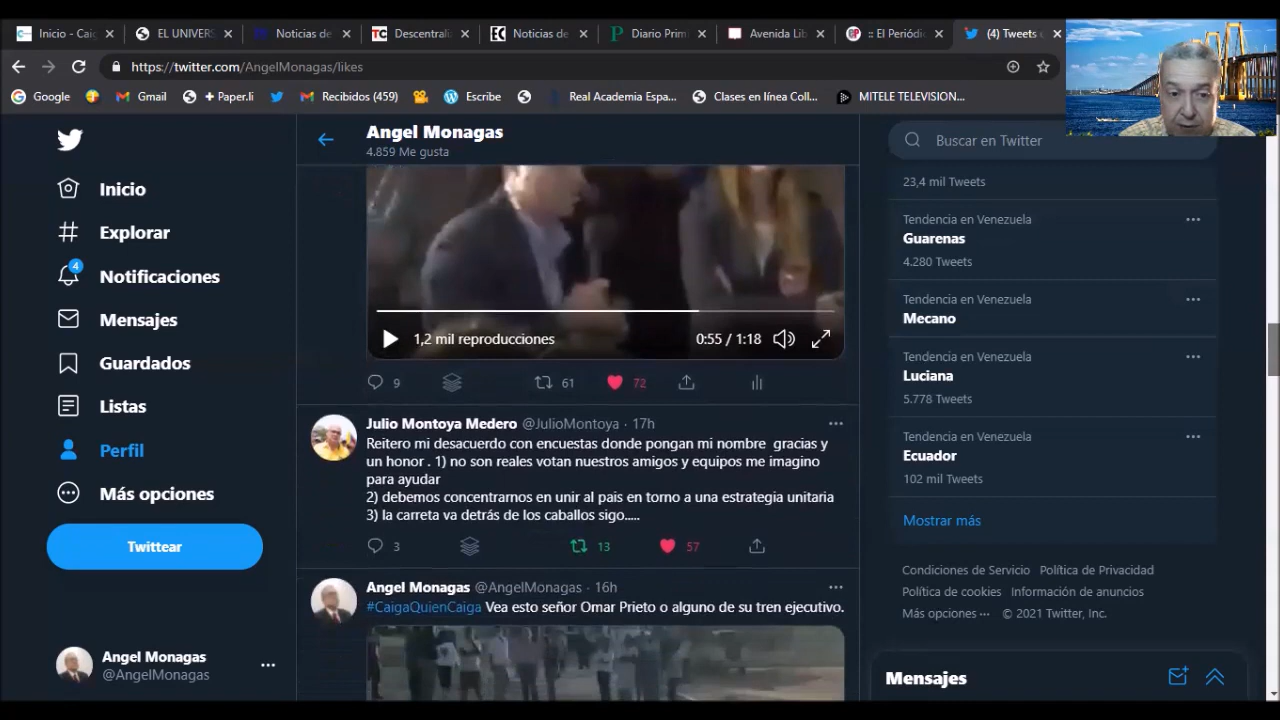 Inicio - Caig
EL UNIVERS
Noticias de
TC Descentrali
EC Noticias de
P Diario Prim
Avenida Lib
EP :: El Periódic
(4) Tweets
https://twitter.com/AngelMonagas/likes
Google
Gmail
+ Paper.li
Recibidos (459)
Escribe
Real Academia Espa...
Clases en línea Coll...
MITELE TELEVISION...
Inicio
Explorar
4
Notificaciones
Mensajes
Guardados
Listas
Perfil
Más opciones
Twittear
Angel Monagas
@AngelMonagas
Angel Monagas
4.859 Me gusta
1,2 mil reproducciones
0:55 / 1:18
9 61 72
Julio Montoya Medero @JulioMontoya · 17h
Reitero mi desacuerdo con encuestas donde pongan mi nombre gracias y
un honor . 1) no son reales votan nuestros amigos y equipos me imagino
para ayudar
2) debemos concentrarnos en unir al pais en torno a una estrategia unitaria
3) la carreta va detrás de los caballos sigo.....
3 13 57
Angel Monagas @AngelMonagas · 16h
#CaigaQuienCaiga Vea esto señor Omar Prieto o alguno de su tren ejecutivo.
Buscar en Twitter
23,4 mil Tweets
Tendencia en Venezuela
Guarenas
4.280 Tweets
Tendencia en Venezuela
Mecano
Tendencia en Venezuela
Luciana
5.778 Tweets
Tendencia en Venezuela
Ecuador
102 mil Tweets
Mostrar más
Condiciones de Servicio Política de Privacidad
Política de cookies Información de anuncios
Más opciones ··· © 2021 Twitter, Inc.
Mensajes